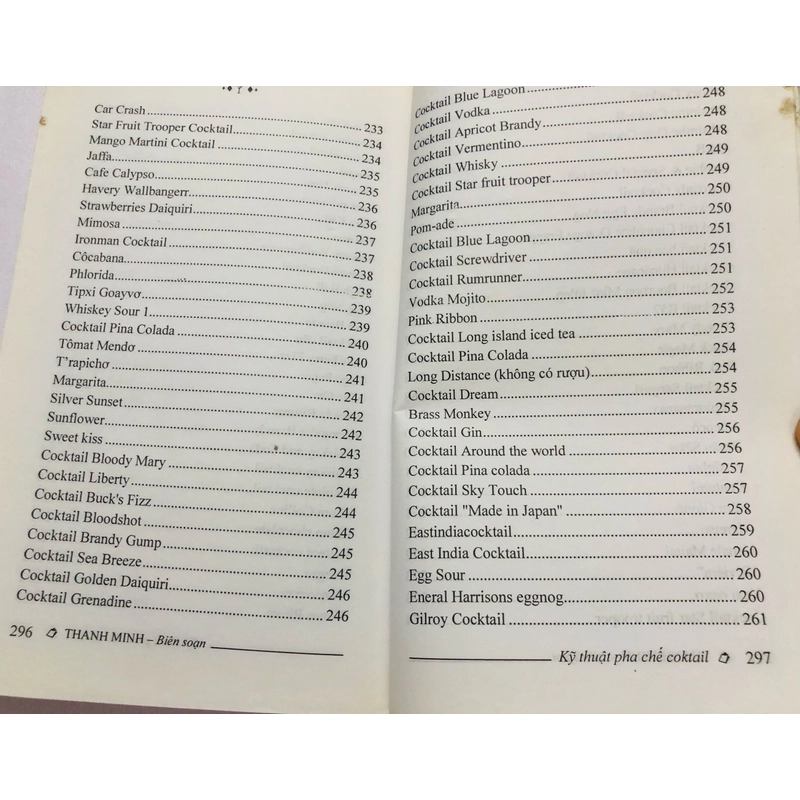 Car Crash 233
Star Fruit Trooper Cocktail 234
Mango Martini Cocktail 234
Jaffa 235
Cafe Calypso 235
Havery Wallbangerr 236
Strawberries Daiquiri 236
Mimosa 237
Ironman Cocktail 237
Côcabana 238
Phlorida 238
Tipxi Goayvơ 239
Whiskey Sour 1 239
Cocktail Pina Colada 240
Tômat Mendơ 240
T'rapichơ 241
Margarita 241
Silver Sunset 242
Sunflower 242
Sweet kiss 243
Cocktail Bloody Mary 243
Cocktail Liberty 244
Cocktail Buck's Fizz 244
Cocktail Bloodshot 245
Cocktail Brandy Gump 245
Cocktail Sea Breeze 245
Cocktail Golden Daiquiri 246
Cocktail Grenadine 246
296 THANH MINH – Biên soạn
Cocktail Blue Lagoon 248
Cocktail Vodka 248
Cocktail Apricot Brandy 248
Cocktail Vermentino 249
Cocktail Whisky 249
Cocktail Star fruit trooper 250
Margarita 250
Pom-ade 251
Cocktail Blue Lagoon 251
Cocktail Screwdriver 251
Cocktail Rumrunner 252
Vodka Mojito 253
Pink Ribbon 253
Cocktail Long island iced tea 254
Cocktail Pina Colada 254
Long Distance (không có rượu) 255
Cocktail Dream 255
Brass Monkey 256
Cocktail Gin 256
Cocktail Around the world 257
Cocktail Pina colada 257
Cocktail Sky Touch 258
Cocktail "Made in Japan" 259
Eastindiacocktail 260
East India Cocktail 260
Egg Sour 260
Eneral Harrisons eggnog 261
Gilroy Cocktail 261
Kỹ thuật pha chế coktail 297